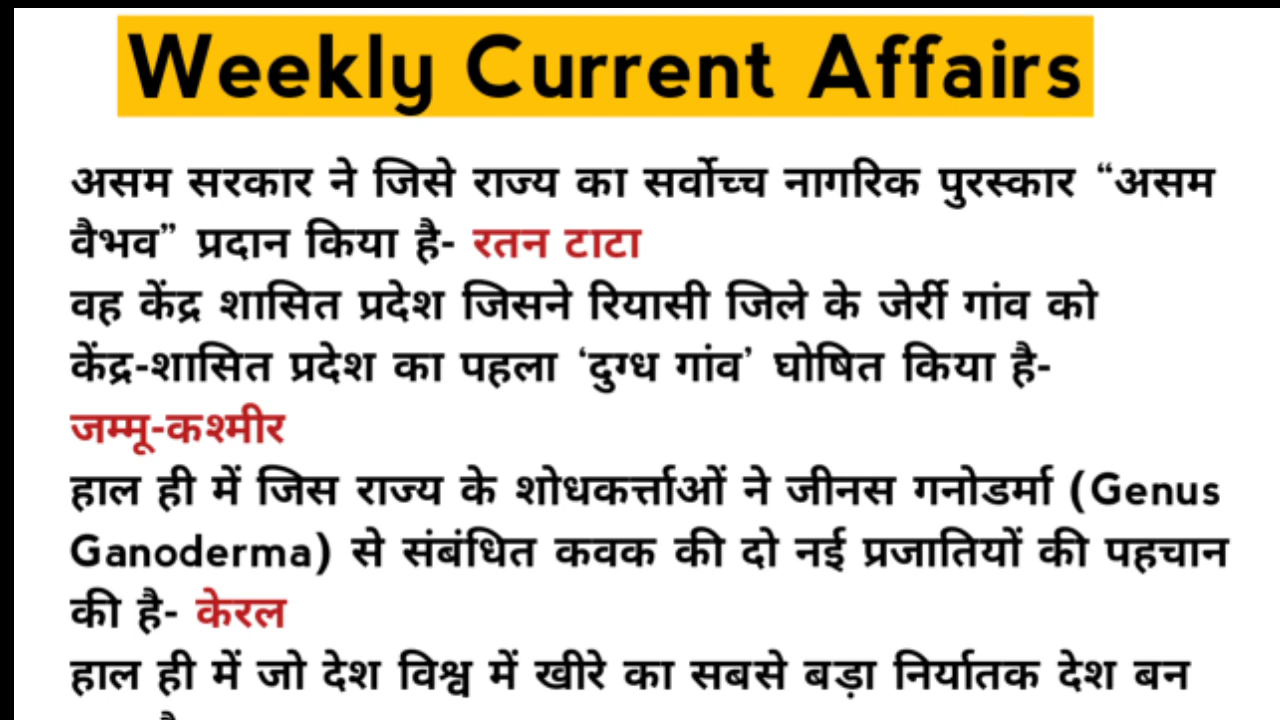 Weekly Current Affairs
असम सरकार ने जिसे राज्य का सर्वोच्च नागरिक पुरस्कार “असम
वैभव” प्रदान किया है- रतन टाटा
वह केंद्र शासित प्रदेश जिसने रियासी जिले के जेर्री गांव को
केंद्र-शासित प्रदेश का पहला ‘दुग्ध गांव’ घोषित किया है-
जम्मू-कश्मीर
हाल ही में जिस राज्य के शोधकर्त्ताओं ने जीनस गनोडर्मा (Genus
Ganoderma) से संबंधित कवक की दो नई प्रजातियों की पहचान
की है- केरल
हाल ही में जो देश विश्व में खीरे का सबसे बड़ा निर्यातक देश बन